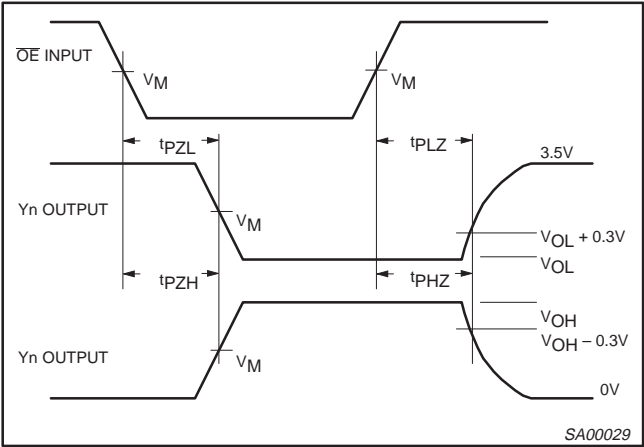 OE INPUT
VM
VM
tPZL
tPLZ
3.5V
Yn OUTPUT
VM
VOL + 0.3V
VOL
tPZH
tPHZ
VOH
VOH – 0.3V
Yn OUTPUT
VM
0V
SA00029